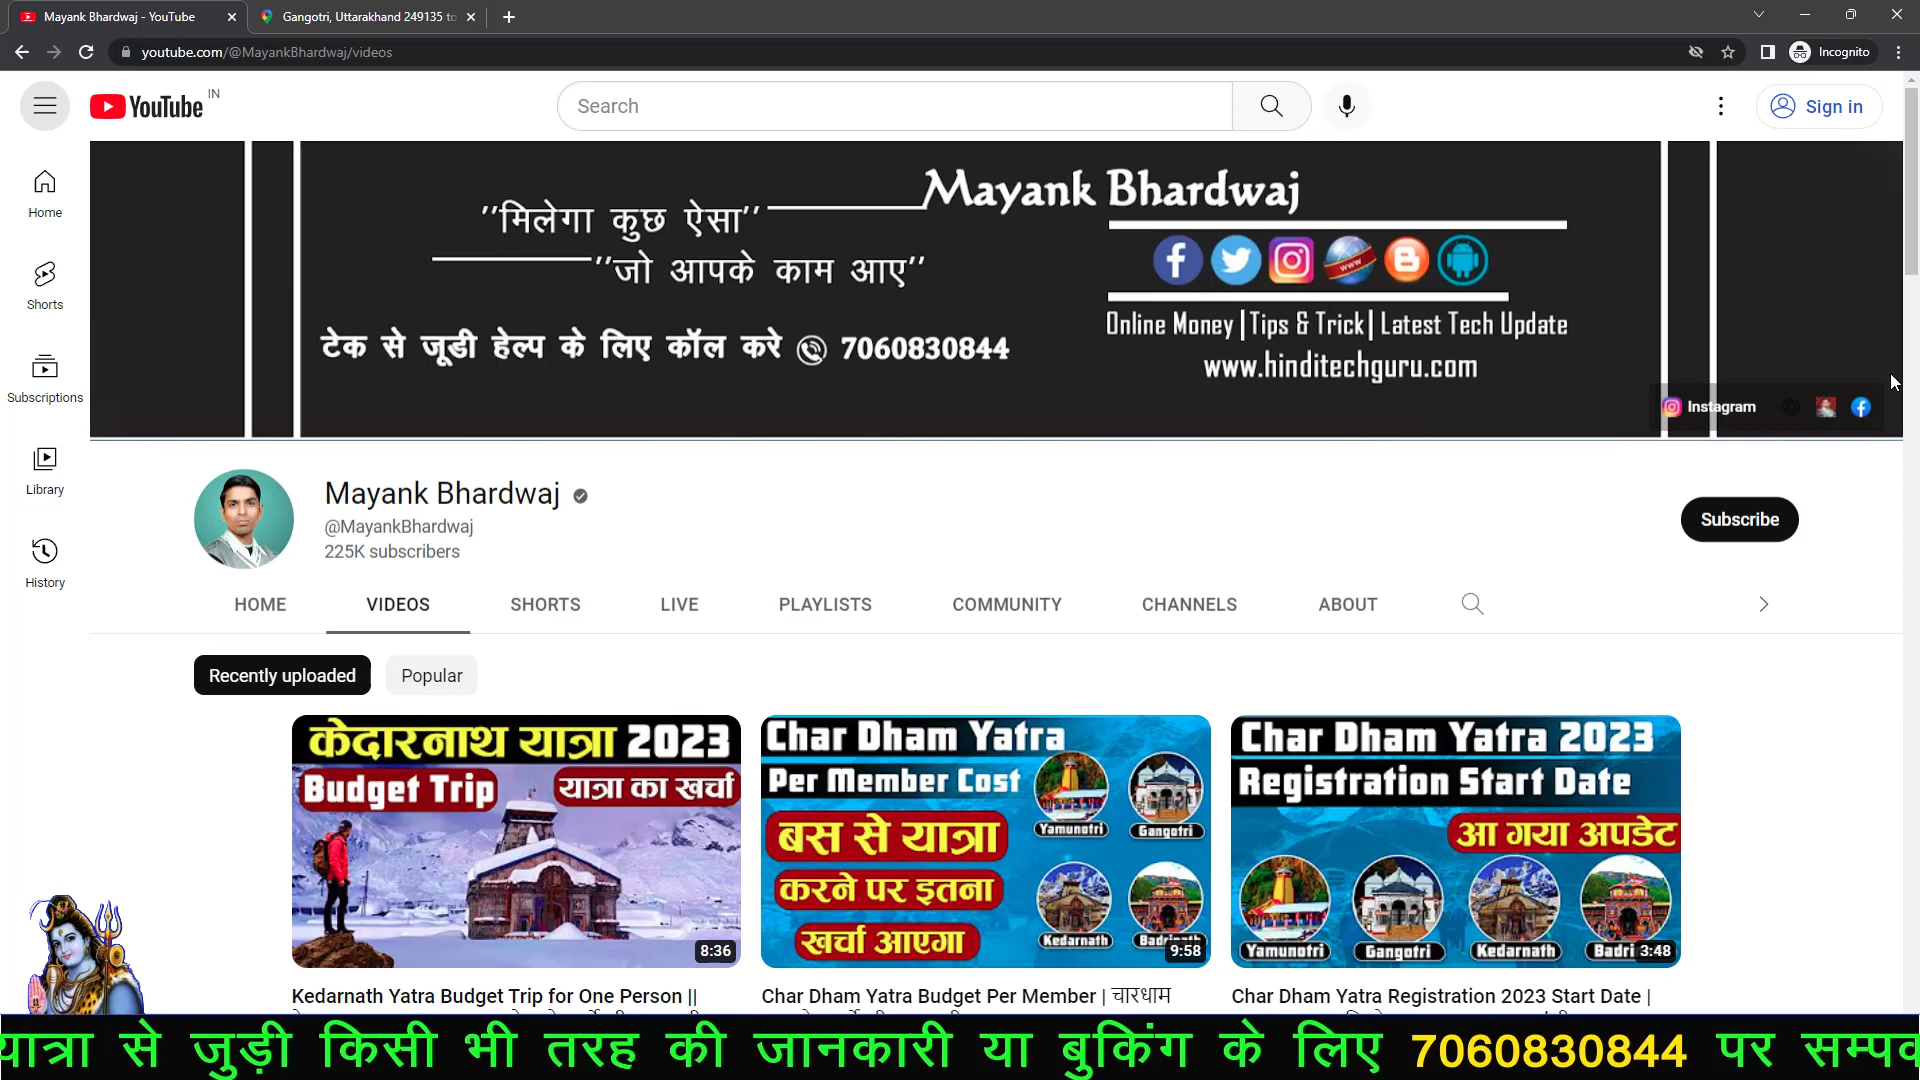 Mayank Bhardwaj - YouTube
Gangotri, Uttarakhand 249135 to
youtube.com/@MayankBhardwaj/videos
Incognito
YouTube IN
Search
Sign in
Home
Shorts
Subscriptions
Library
History
Mayank Bhardwaj
''मिलेगा कुछ ऐसा''
''जो आपके काम आए''
टेक से जूडी हेल्प के लिए कॉल करे 7060830844
www
Online Money | Tips & Trick | Latest Tech Update
www.hinditechguru.com
Instagram
Mayank Bhardwaj
@MayankBhardwaj
225K subscribers
Subscribe
HOME VIDEOS SHORTS LIVE PLAYLISTS COMMUNITY CHANNELS ABOUT
Recently uploaded Popular
केदारनाथ यात्रा 2023
Budget Trip यात्रा का खर्चा
8:36
Kedarnath Yatra Budget Trip for One Person ||
Char Dham Yatra
Per Member Cost
बस से यात्रा
करने पर इतना
खर्चा आएगा
Yamunotri Gangotri
Kedarnath
9:58
Char Dham Yatra Budget Per Member | चारधाम
Char Dham Yatra 2023
Registration Start Date
आ गया अपडेट
Yamunotri Gangotri Kedarnath Badri
3:48
Char Dham Yatra Registration 2023 Start Date |
यात्रा से जुड़ी किसी भी तरह की जानकारी या बुकिंग के लिए 7060830844 पर